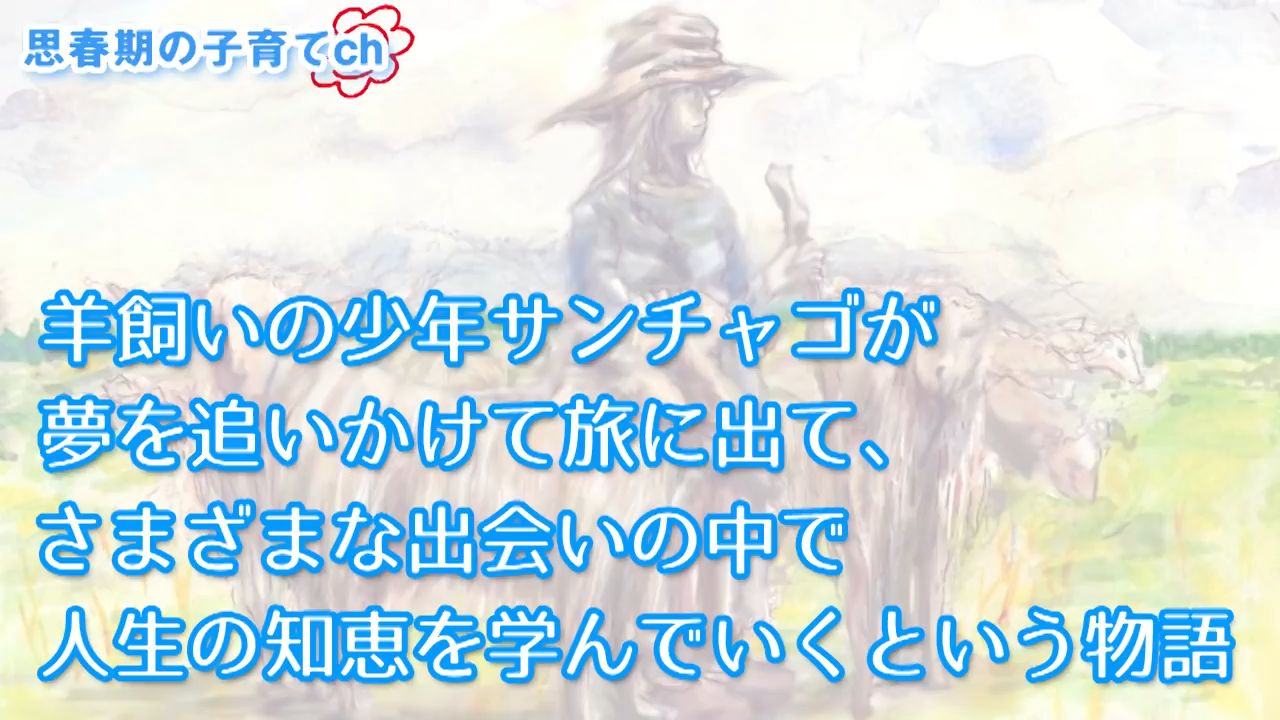 思春期の子育てch
羊飼いの少年サンチャゴが
夢を追いかけて旅に出て、
さまざまな出会いの中で
人生の知恵を学んでいくという物語